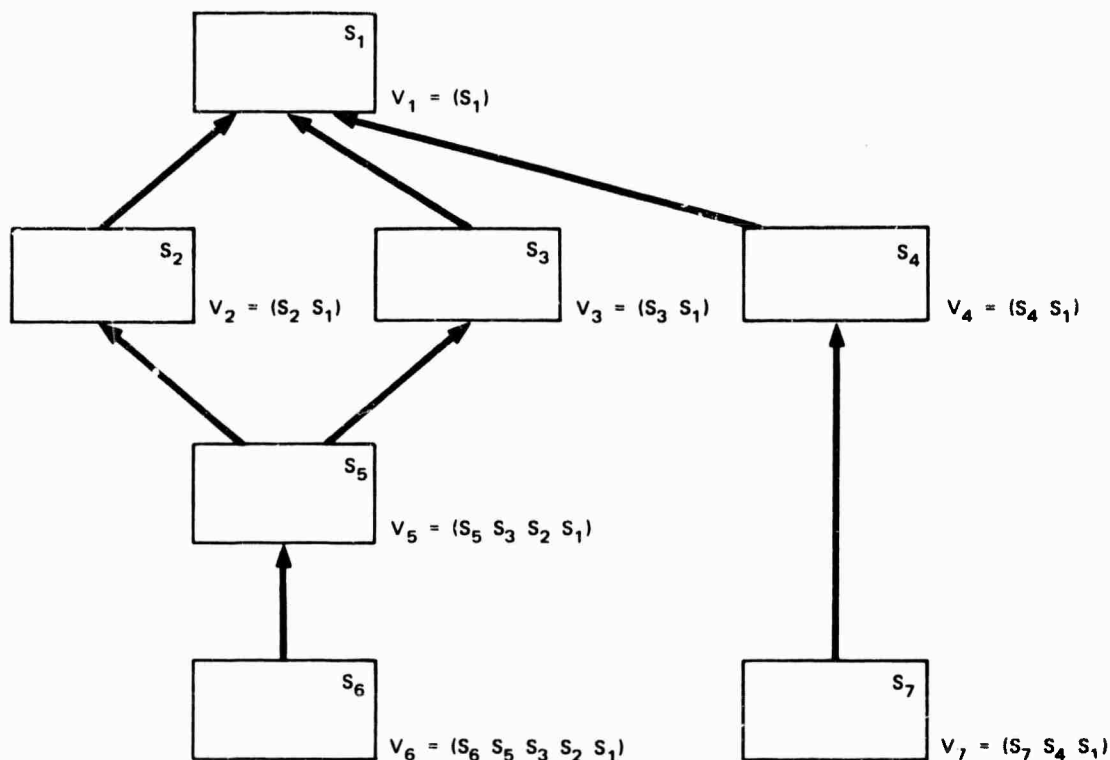 S₁
V₁ = (S₁)
S₂
S₃
S₄
V₂ = (S₂ S₁)
V₃ = (S₃ S₁)
V₄ = (S₄ S₁)
S₅
V₅ = (S₅ S₃ S₂ S₁)
S₆
S₇
V₆ = (S₆ S₅ S₃ S₂ S₁)
V₇ = (S₇ S₄ S₁)